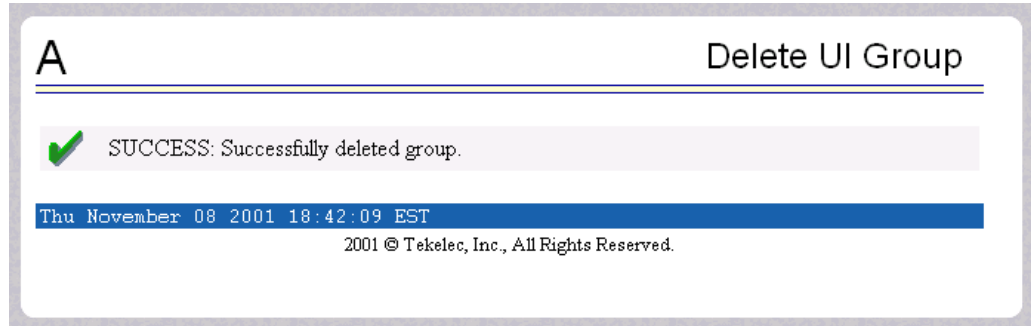 A
Delete UI Group
SUCCESS: Successfully deleted group.
Thu November 08 2001 18:42:09 EST
2001 © Tekelec, Inc., All Rights Reserved.